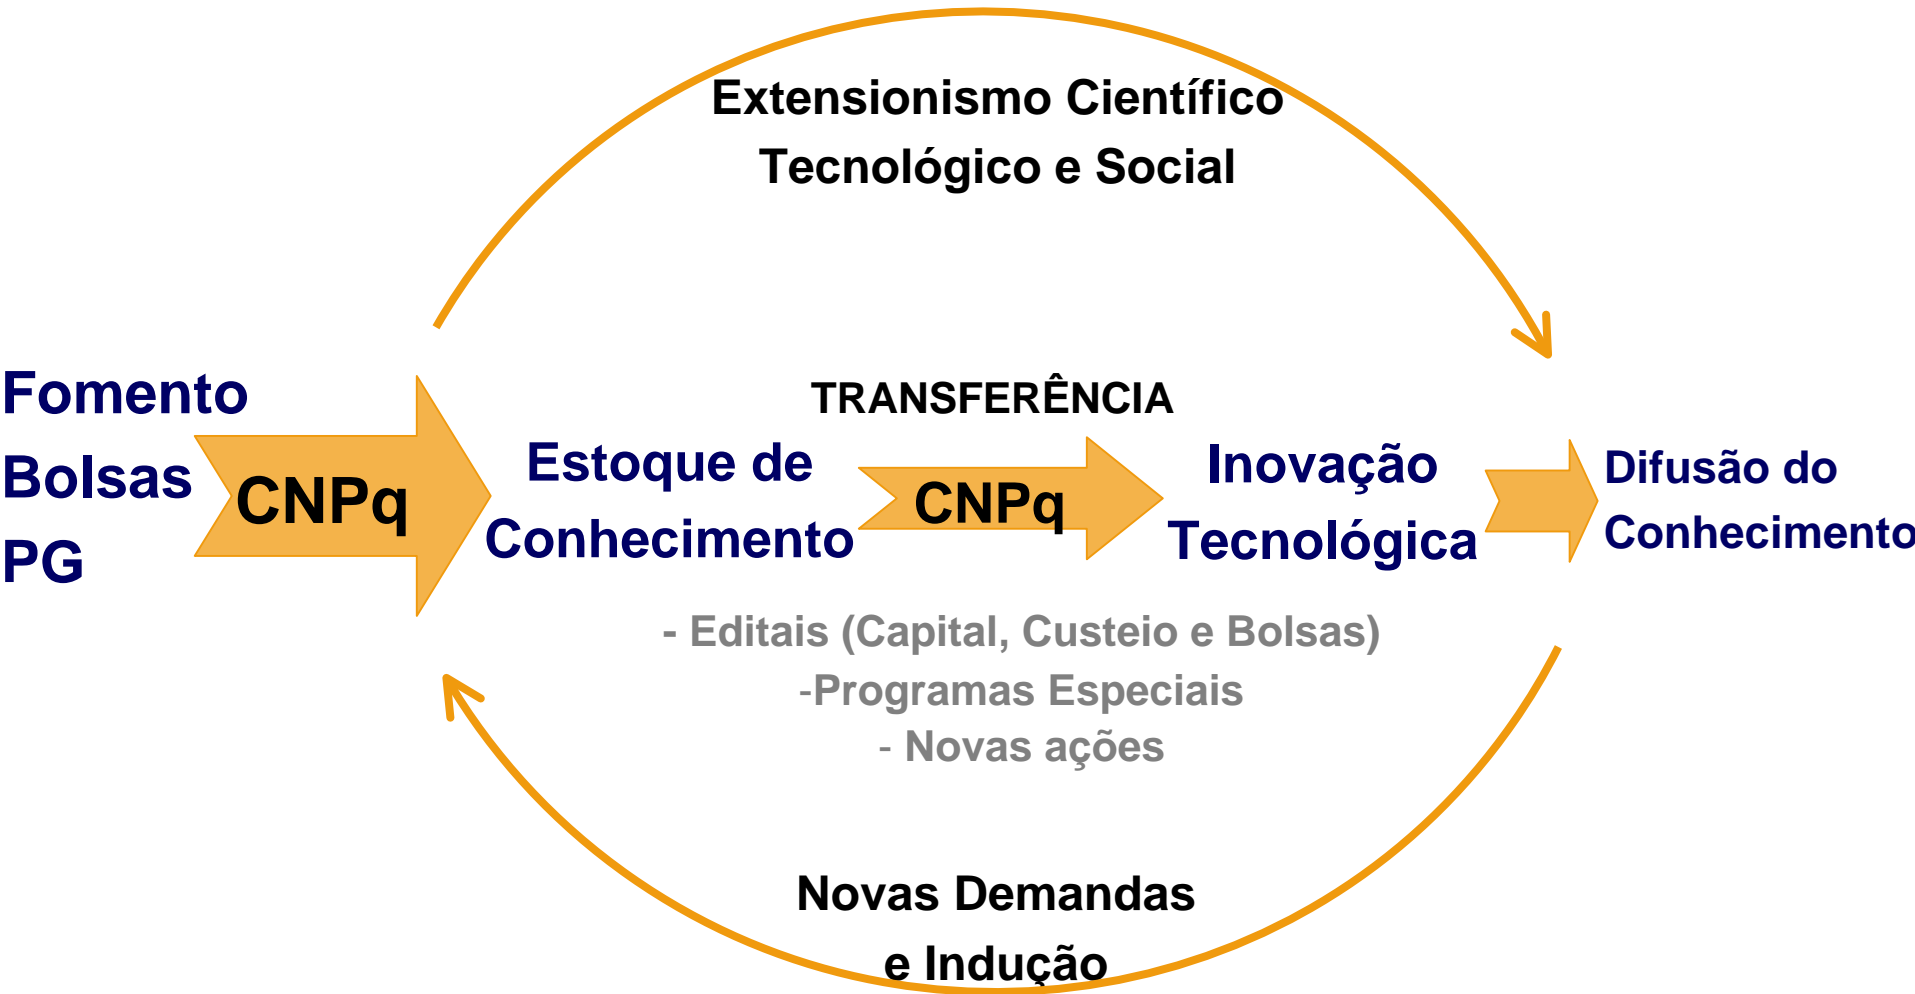 Extensionismo Científico
Tecnológico e Social
Fomento
Bolsas
PG
CNPq
Estoque de
Conhecimento
TRANSFERÊNCIA
CNPq
Inovação
Tecnológica
Difusão do
Conhecimento
- Editais (Capital, Custeio e Bolsas)
-Programas Especiais
- Novas ações
Novas Demandas
e Indução